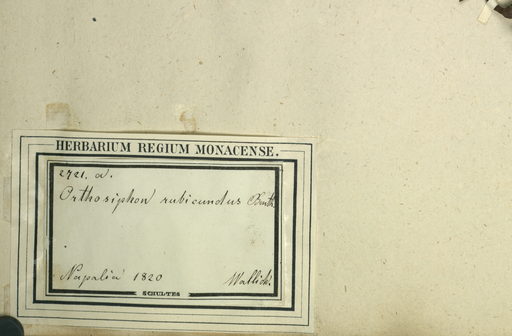 HERBARIUM REGIUM MONACENSE.
2721. a.
Orthosiphon rubicundus Benth.
Napalia 1820
Wallich.
SCHULTES